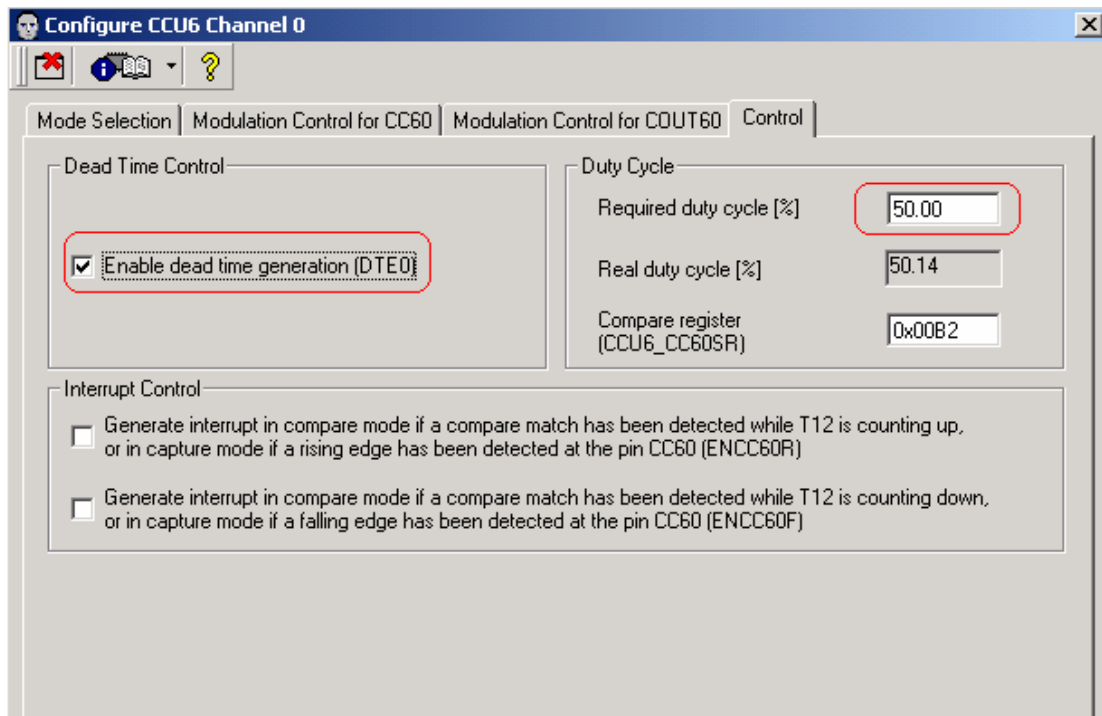 Configure CCU6 Channel 0
Mode Selection
Modulation Control for CC60
Modulation Control for COUT60
Control
Dead Time Control
Enable dead time generation (DTE0)
Duty Cycle
Required duty cycle [%]
50.00
Real duty cycle [%]
50.14
Compare register
(CCU6_CC60SR)
0x00B2
Interrupt Control
Generate interrupt in compare mode if a compare match has been detected while T12 is counting up,
or in capture mode if a rising edge has been detected at the pin CC60 (ENCC60R)
Generate interrupt in compare mode if a compare match has been detected while T12 is counting down,
or in capture mode if a falling edge has been detected at the pin CC60 (ENCC60F)